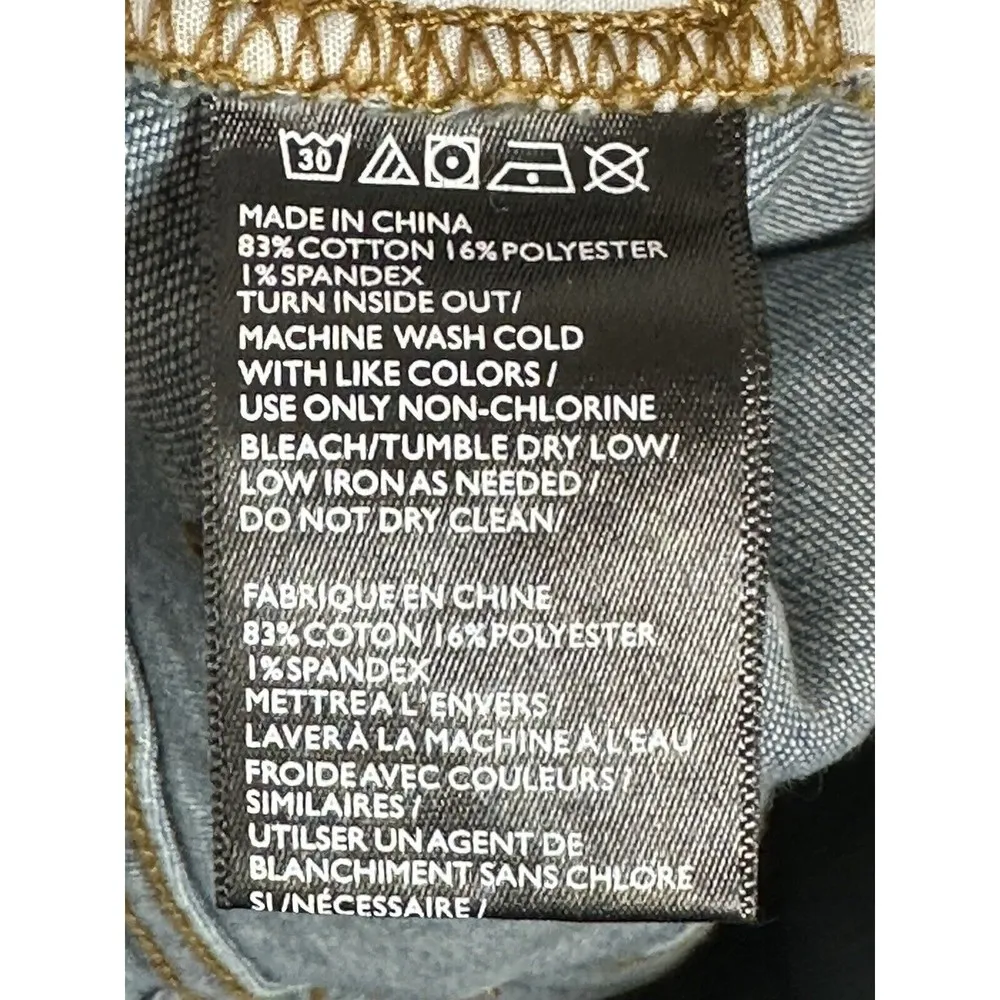 30
MADE IN CHINA
83% COTTON 16% POLYESTER
1% SPANDEX
TURN INSIDE OUT/
MACHINE WASH COLD
WITH LIKE COLORS /
USE ONLY NON-CHLORINE
BLEACH/TUMBLE DRY LOW/
LOW IRON AS NEEDED /
DO NOT DRY CLEAN/
FABRIQUE EN CHINE
83% COTON 16% POLYESTER
1% SPANDEX
METTRE A L'ENVERS /
LAVER À LA MACHINE À L'EAU
FROIDE AVEC COULEURS /
SIMILAIRES /
UTILSER UN AGENT DE
BLANCHIMENT SANS CHLORE
SI /NÉCESSAIRE /